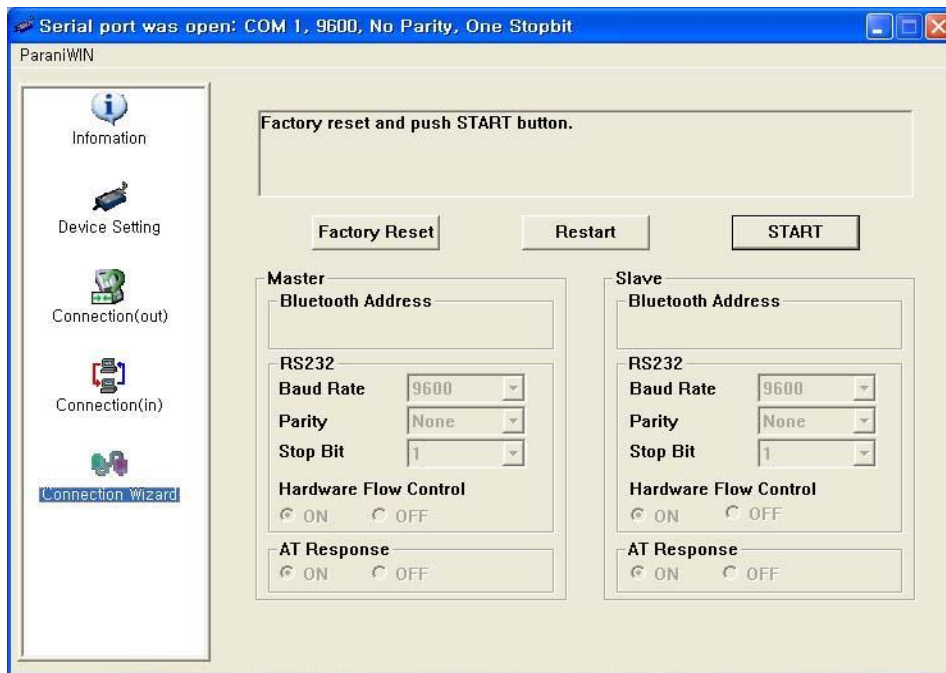 Serial port was open: COM 1, 9600, No Parity, One Stopbit
ParaniWIN
Infomation
Device Setting
Connection(out)
Connection(in)
Connection Wizard
Factory reset and push START button.
Factory Reset
Restart
START
Master
Bluetooth Address
RS232
Baud Rate 9600
Parity None
Stop Bit 1
Hardware Flow Control
ON OFF
AT Response
ON OFF
Slave
Bluetooth Address
RS232
Baud Rate 9600
Parity None
Stop Bit 1
Hardware Flow Control
ON OFF
AT Response
ON OFF